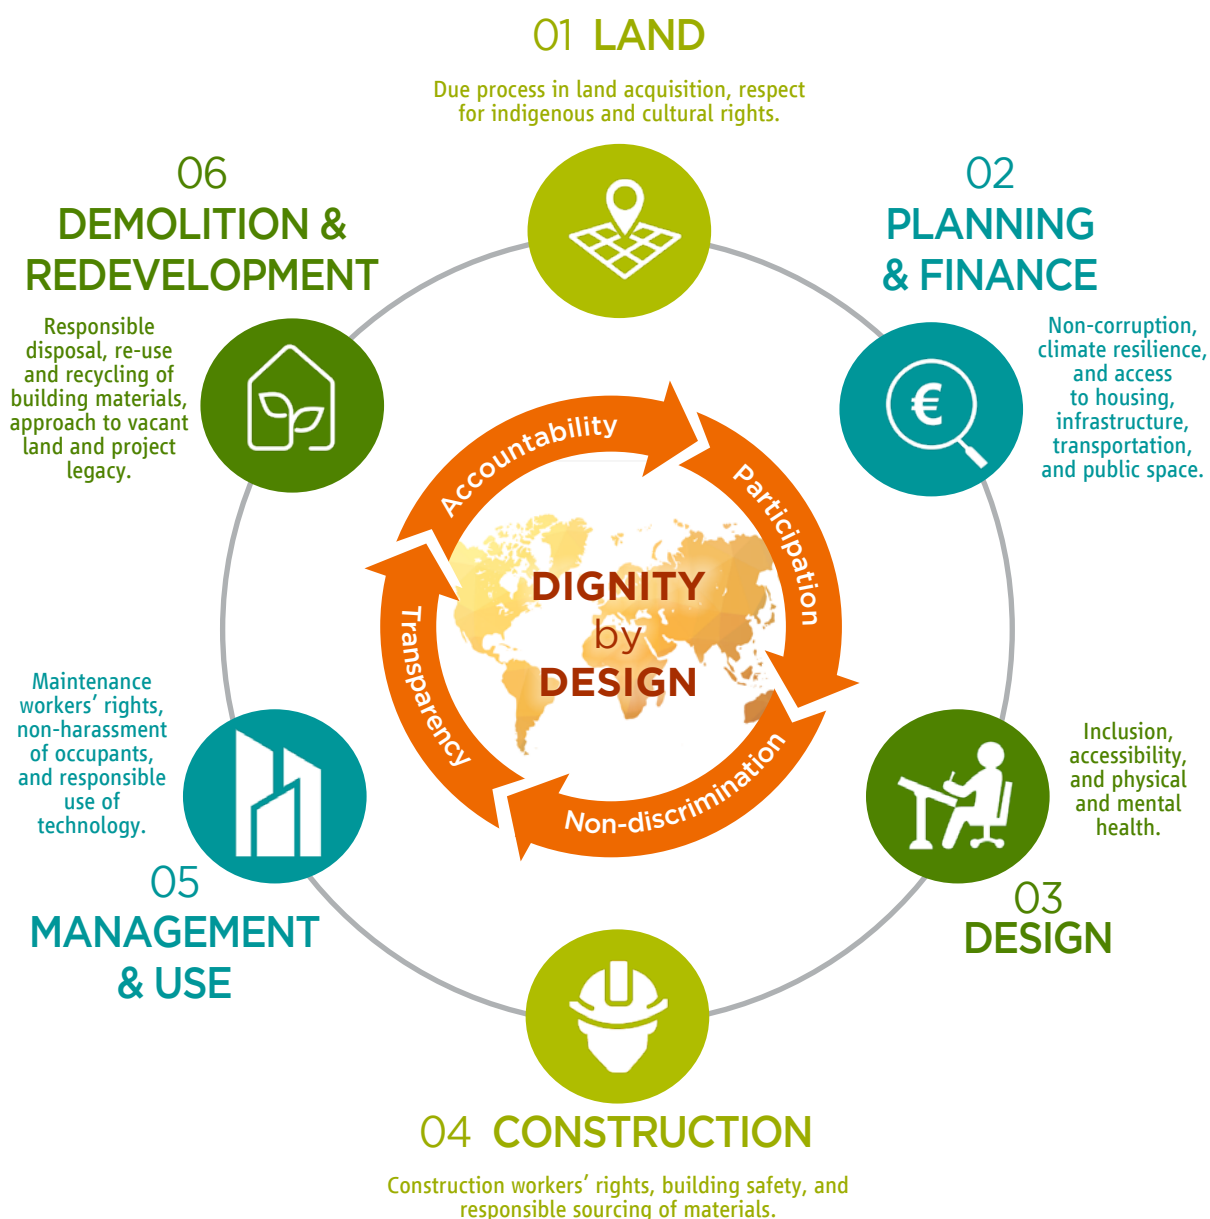 01 LAND
Due process in land acquisition, respect
for indigenous and cultural rights.
02
PLANNING
& FINANCE
Non-corruption,
climate resilience,
and access
to housing,
infrastructure,
transportation,
and public space.
€
03
DESIGN
Inclusion,
accessibility,
and physical
and mental
health.
04 CONSTRUCTION
Construction workers’ rights, building safety, and
responsible sourcing of materials.
05
MANAGEMENT
& USE
Maintenance
workers’ rights,
non-harassment
of occupants,
and responsible
use of
technology.
06
DEMOLITION &
REDEVELOPMENT
Responsible
disposal, re-use
and recycling of
building materials,
approach to vacant
land and project
legacy.
Accountability
Participation
Non-discrimination
Transparency
DIGNITY
by
DESIGN